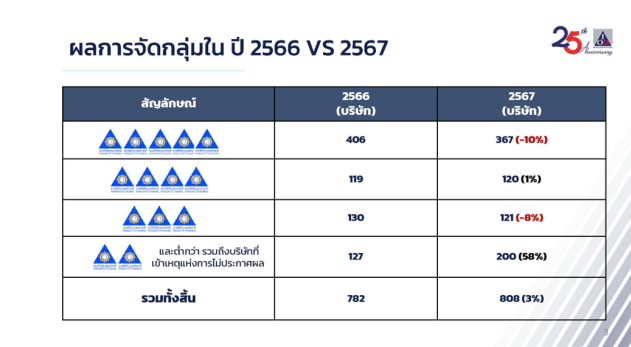 ผลการจัดกลุ่มใน ปี 2566 VS 2567
25th
Anniversary
สัญลักษณ์
2566
(บริษัท)
2567
(บริษัท)
406
367 (-10%)
119
120 (1%)
130
121 (-8%)
และต่ำกว่า รวมถึงบริษัทที่
เข้าเหตุแห่งการไม่ประกาศผล
127
200 (58%)
รวมทั้งสิ้น
782
808 (3%)
3